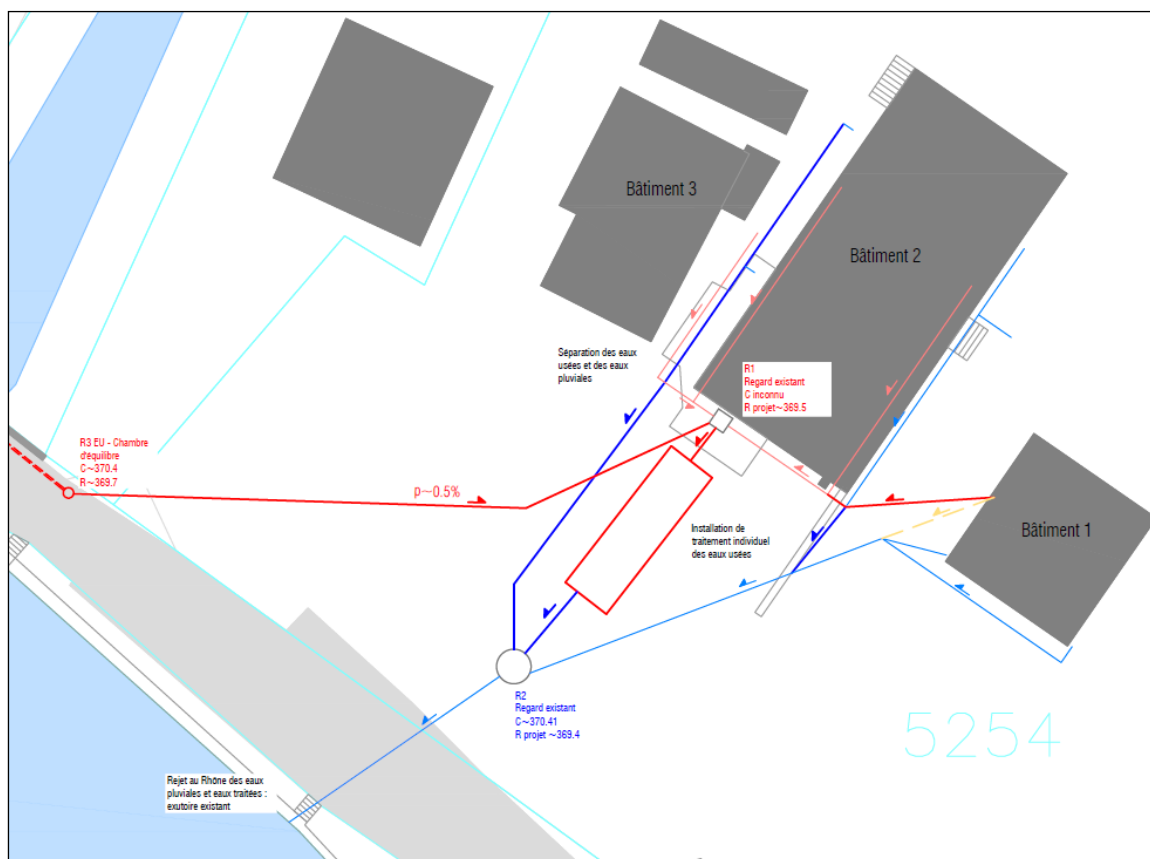 Bâtiment 3
Bâtiment 2
Séparation des eaux
usées et des eaux
pluviales
R1
Regard existant
C inconnu
R projet~369.5
R3 EU - Chambre
d'équilibre
C~370.4
R~369.7
p~0.5%
Installation de
traitement individuel
des eaux usées
Bâtiment 1
R2
Regard existant
C~370.41
R projet ~369.4
5254
Rejet au Rhône des eaux
pluviales et eaux traitées :
exutoire existant